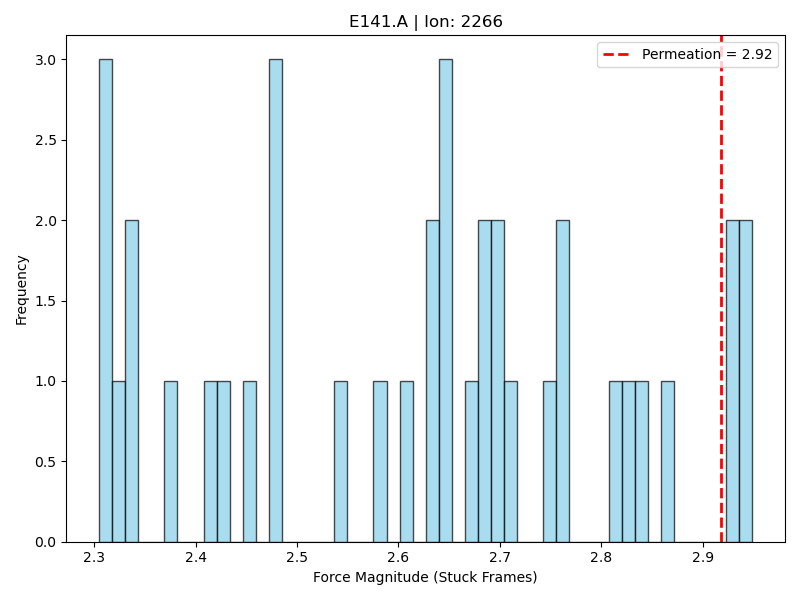 E141.A | Ion: 2266
Permeation = 2.92
3.0
2.5
2.0
1.5
1.0
0.5
0.0
Frequency
2.3 2.4 2.5 2.6 2.7 2.8 2.9
Force Magnitude (Stuck Frames)